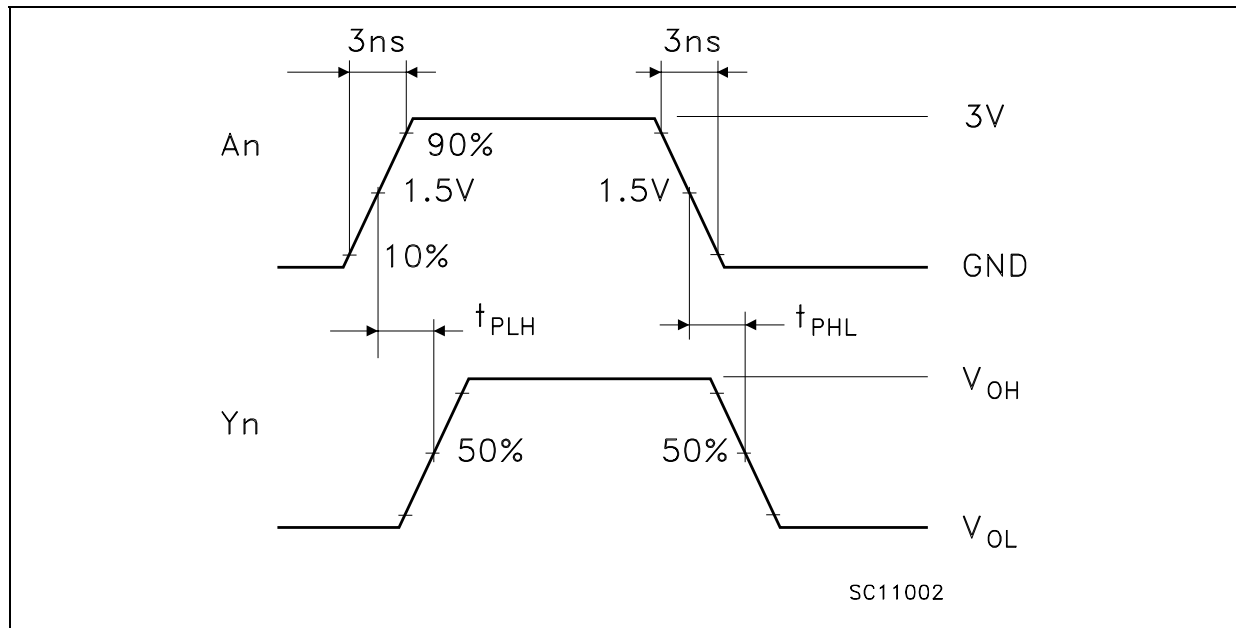 3ns 3ns
An 90% 3V
1.5V 1.5V
10% GND
tPLH tPHL
VOH
Yn 50% 50%
VOL
SC11002